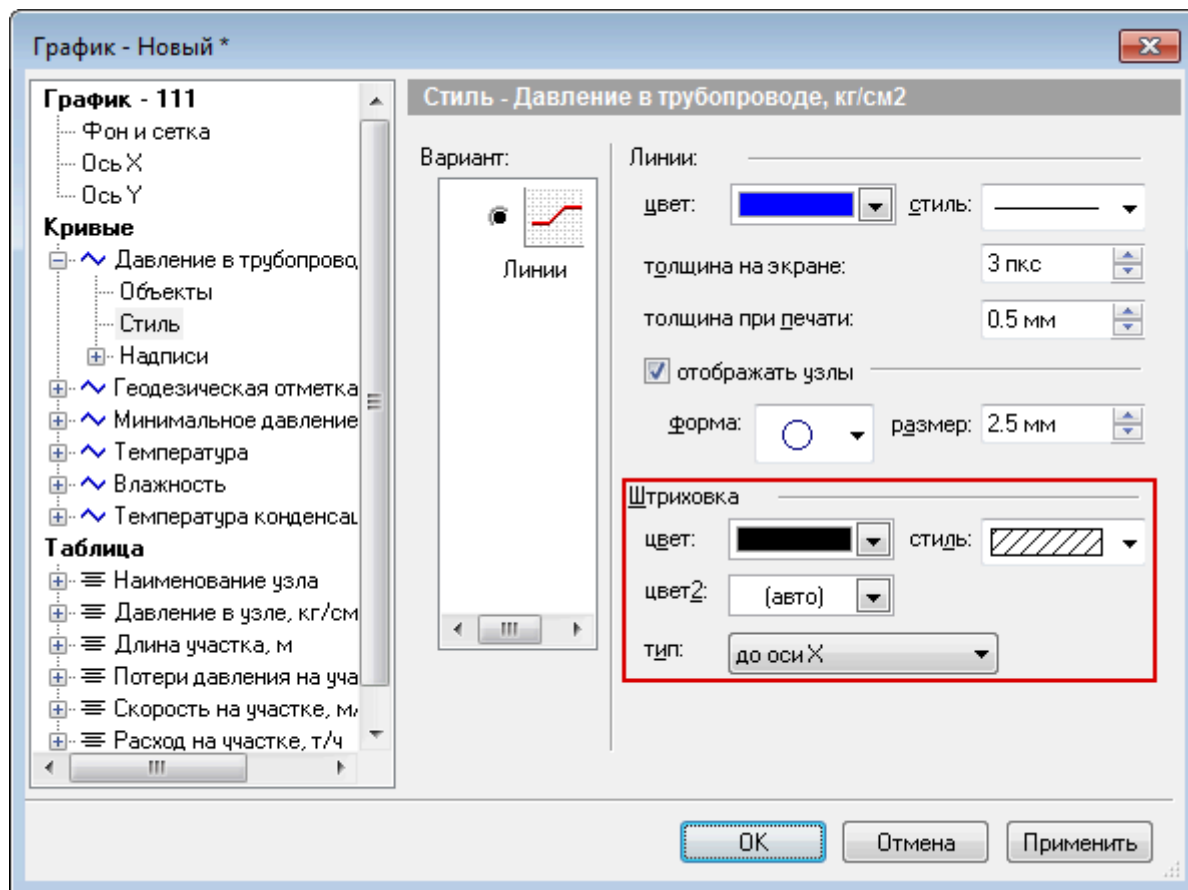 График - Новый *
График - 111
Фон и сетка
Ось X
Ось Y
Кривые
Давление в трубопровод
Объекты
Стиль
Надписи
Геодезическая отметка
Минимальное давление
Температура
Влажность
Температура конденсац
Таблица
Наименование узла
Давление в узле, кг/см
Длина участка, м
Потери давления на уча
Скорость на участке, м/
Расход на участке, т/ч
Стиль - Давление в трубопроводе, кг/см2
Вариант:
Линии
Линии:
цвет: стиль:
толщина на экране: 3 пкс
толщина при печати: 0.5 мм
отображать узлы
форма: размер: 2.5 мм
Штриховка
цвет: стиль:
цвет2: (авто)
тип: до оси X
OK Отмена Применить